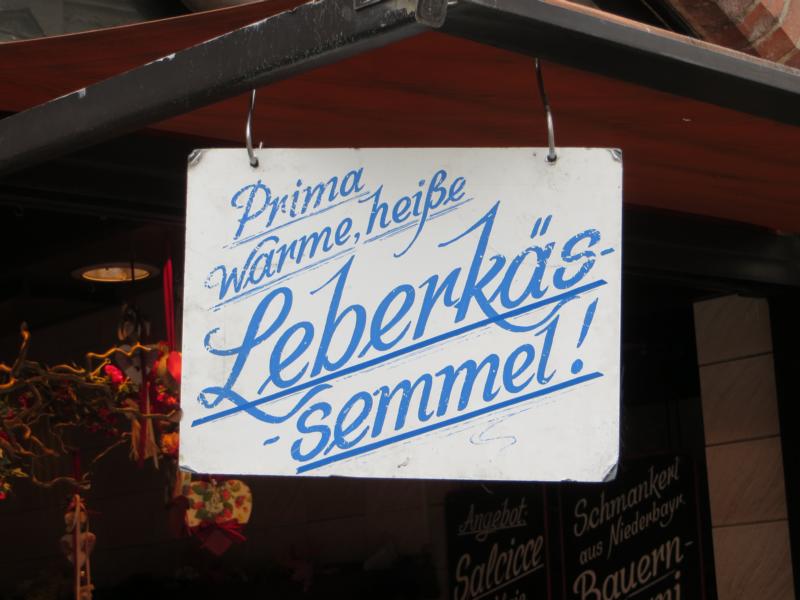 Prima
warme, heiße
Leberkäs-
-semmel!
Angebot:
Salcicce
Schmankerl
aus Niederbayr.
Bauern-